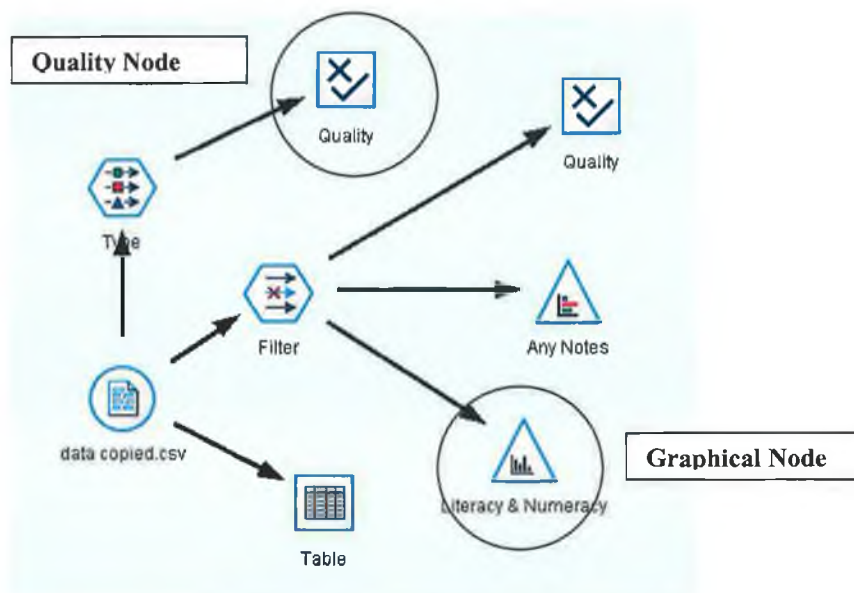 Quality Node
Quality
Quality
Type
Filter
Any Notes
data copied.csv
Literacy & Numeracy
Graphical Node
Table